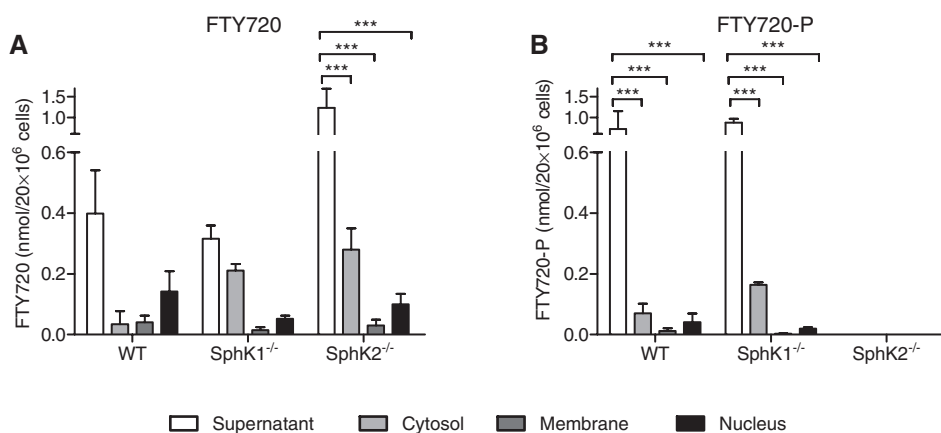 A
FTY720
FTY720 (nmol/20×10⁶ cells)
1.5
1.0
0.6
0.4
0.2
0.0
***
***
***
WT
SphK1⁻/⁻
SphK2⁻/⁻
B
FTY720-P
FTY720-P (nmol/20×10⁶ cells)
1.5
1.0
0.6
0.4
0.2
0.0
***
***
***
***
***
***
WT
SphK1⁻/⁻
SphK2⁻/⁻
Supernatant Cytosol Membrane Nucleus